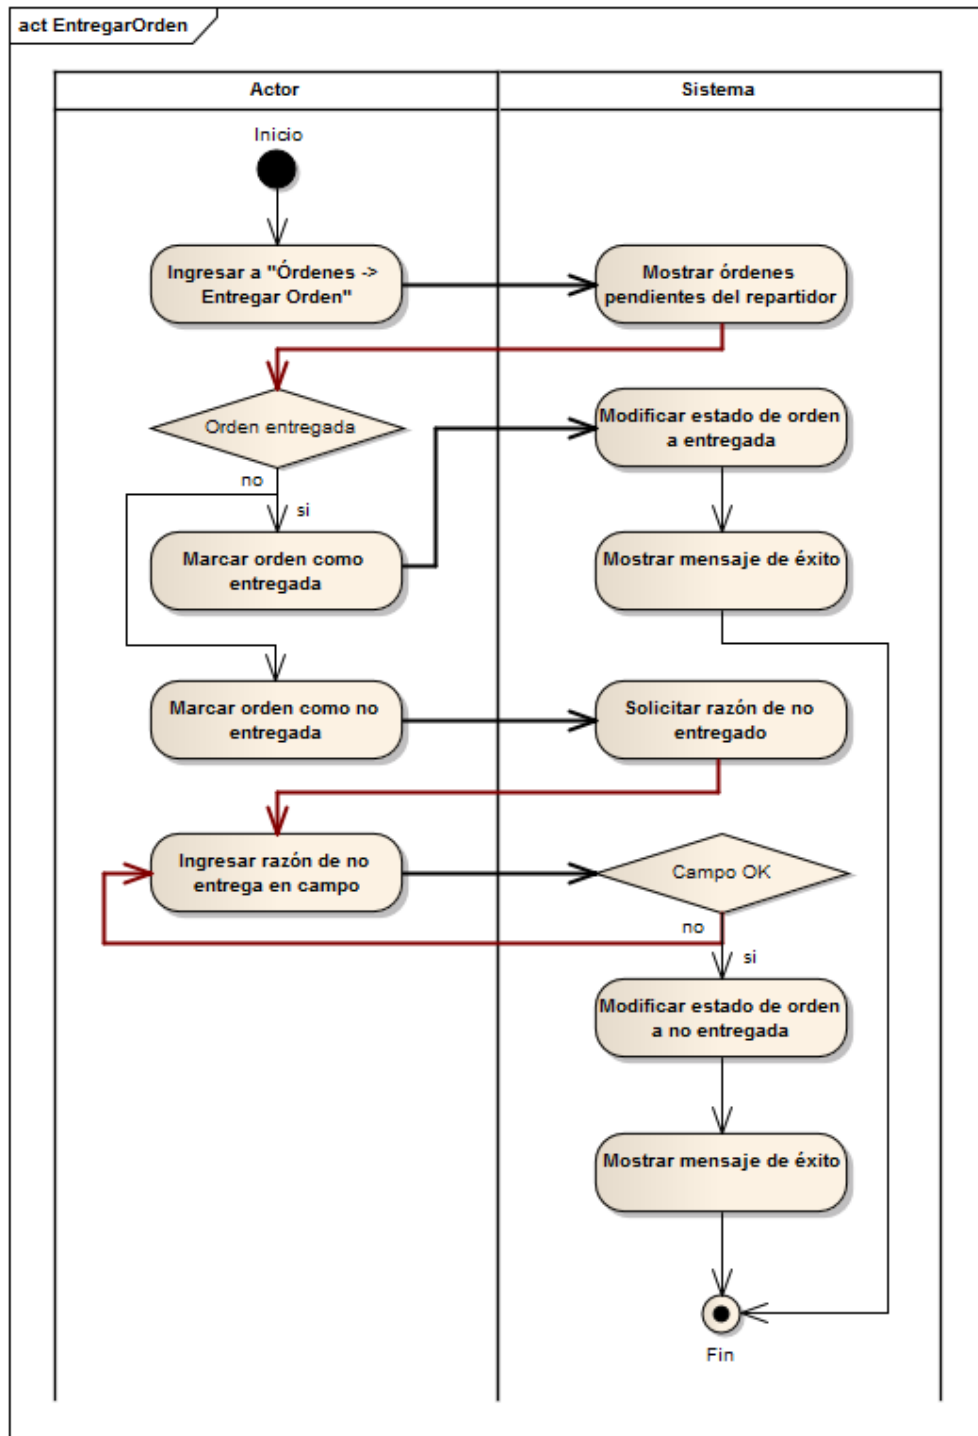 act EntregarOrden
Actor
Sistema
Inicio
Ingresar a "Órdenes ->
Entregar Orden"
Mostrar órdenes
pendientes del repartidor
Orden entregada
Modificar estado de orden
a entregada
no
si
Marcar orden como
entregada
Mostrar mensaje de éxito
Marcar orden como no
entregada
Solicitar razón de no
entregado
Ingresar razón de no
entrega en campo
Campo OK
no
si
Modificar estado de orden
a no entregada
Mostrar mensaje de éxito
Fin